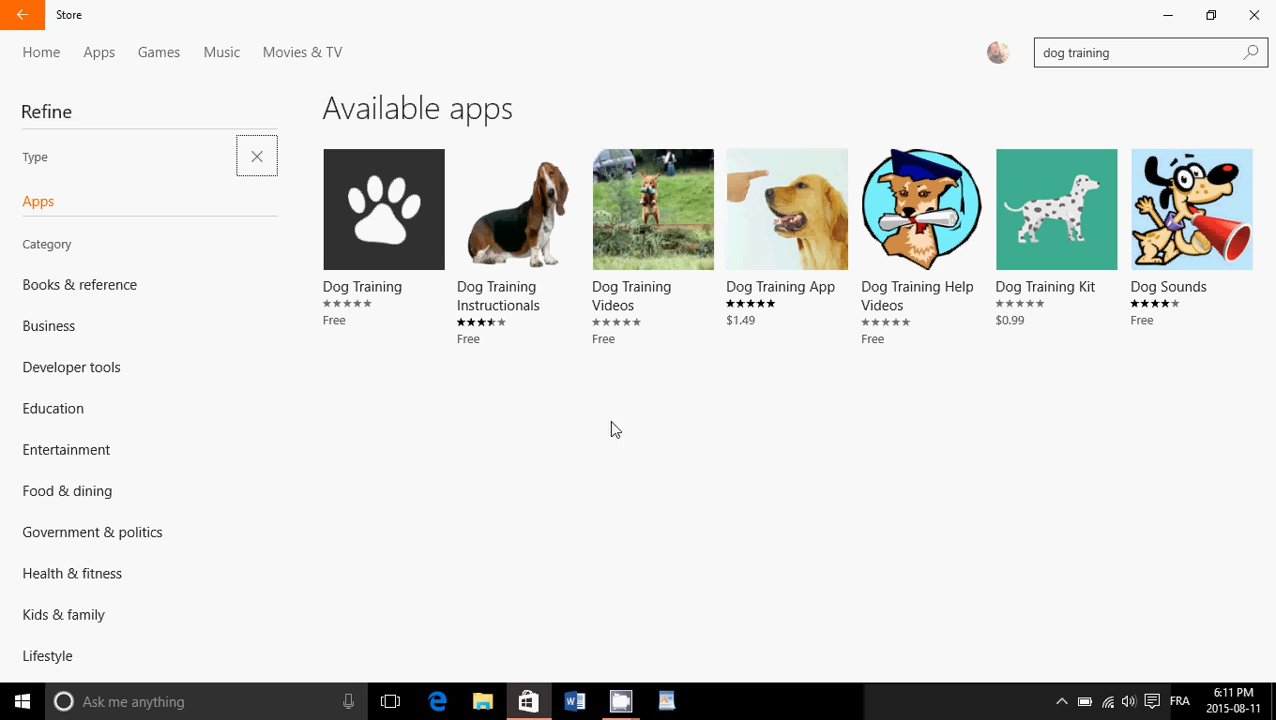 Store
Home Apps Games Music Movies & TV
dog training
Refine
Available apps
Type
Apps
Category
Books & reference
Business
Developer tools
Education
Entertainment
Food & dining
Government & politics
Health & fitness
Kids & family
Lifestyle
Dog Training
Free
Dog Training
Instructionals
Free
Dog Training
Videos
Free
Dog Training App
$1.49
Dog Training Help
Videos
Free
Dog Training Kit
$0.99
Dog Sounds
Free
Ask me anything
FRA
6:11 PM
2015-08-11